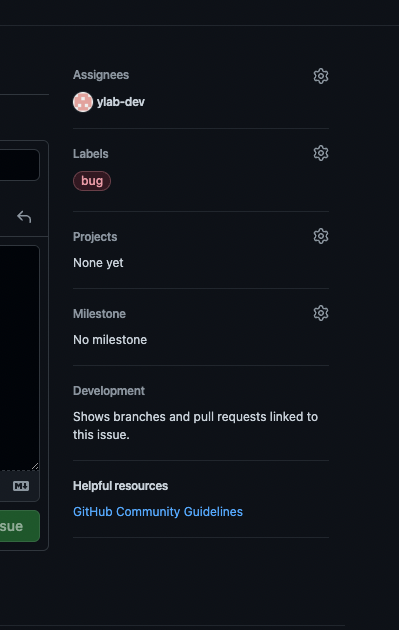 Assignees
ylab-dev
Labels
bug
Projects
None yet
Milestone
No milestone
Development
Shows branches and pull requests linked to
this issue.
Helpful resources
GitHub Community Guidelines
sue